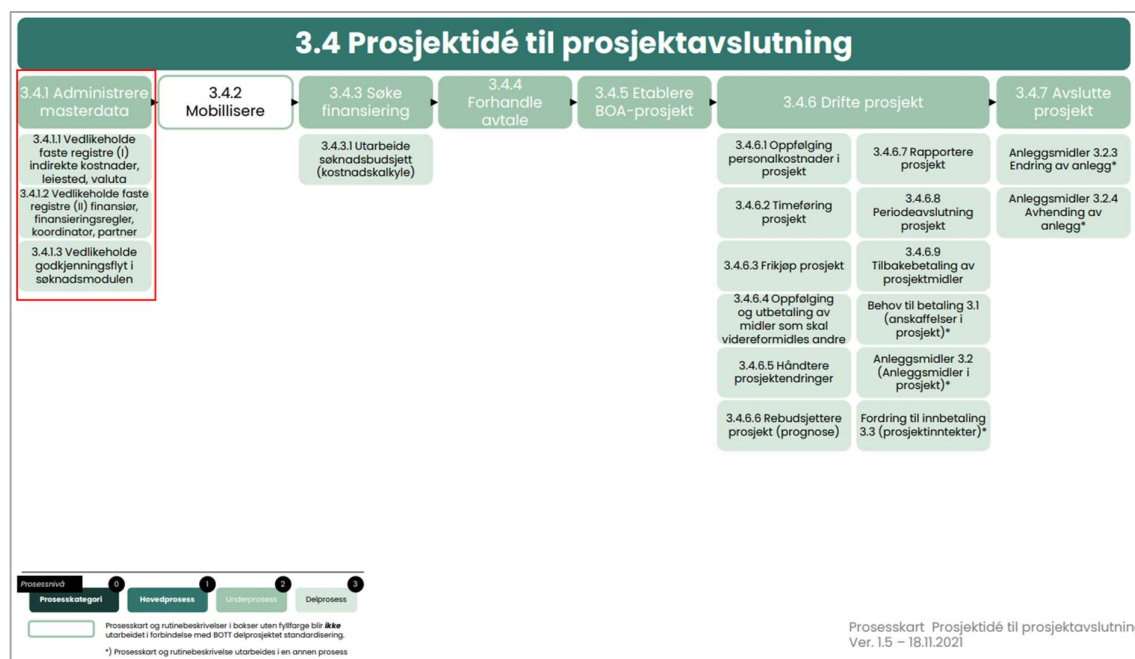 3.4 Prosjektidé til prosjektavslutning
3.4.1 Administrere
masterdata
3.4.2
Mobillisere
3.4.3 Søke
finansiering
3.4.4
Forhandle
avtale
3.4.5 Etablere
BOA-prosjekt
3.4.6 Drifte prosjekt
3.4.7 Avslutte
prosjekt
3.4.1.1 Vedlikeholde
faste registre (I)
indirekte kostnader,
leiested, valuta
3.4.1.2 Vedlikeholde faste
registre (II) finansiør,
finansieringsregler,
koordinator, partner
3.4.1.3 Vedlikeholde
godkjenningsflyt i
søknadsmodulen
3.4.3.1 Utarbeide
søknadsbudsjett
(kostnadskalkyle)
3.4.6.1 Oppfølging
personalkostnader i
prosjekt
3.4.6.2 Timeføring
prosjekt
3.4.6.3 Frikjøp prosjekt
3.4.6.4 Oppfølging
og utbetaling av
midler som skal
videreformidles andre
3.4.6.5 Håndtere
prosjektendringer
3.4.6.6 Rebudsjettere
prosjekt (prognose)
3.4.6.7 Rapportere
prosjekt
3.4.6.8
Periodeavslutning
prosjekt
3.4.6.9
Tilbakebetaling av
prosjektmidler
Behov til betaling 3.1
(anskaffelser i
prosjekt)*
Anleggsmidler 3.2
(Anleggsmidler i
prosjekt)*
Fordring til innbetaling
3.3 (prosjektinntekter)*
Anleggsmidler 3.2.3
Endring av anlegg*
Anleggsmidler 3.2.4
Avhending av
anlegg*
Prosessnivå
0
1
2
3
Prosesskategori
Hovedprosess
Underprosess
Delprosess
Prosesskart og rutinebeskrivelser i bokser uten fyllfarge blir ikke
utarbeidet i forbindelse med BOTT delprosjektet standardisering.
*) Prosesskart og rutinebeskrivelse utarbeides i en annen prosess
Prosesskart Prosjektidé til prosjektavslutnin
Ver. 1.5 – 18.11.2021